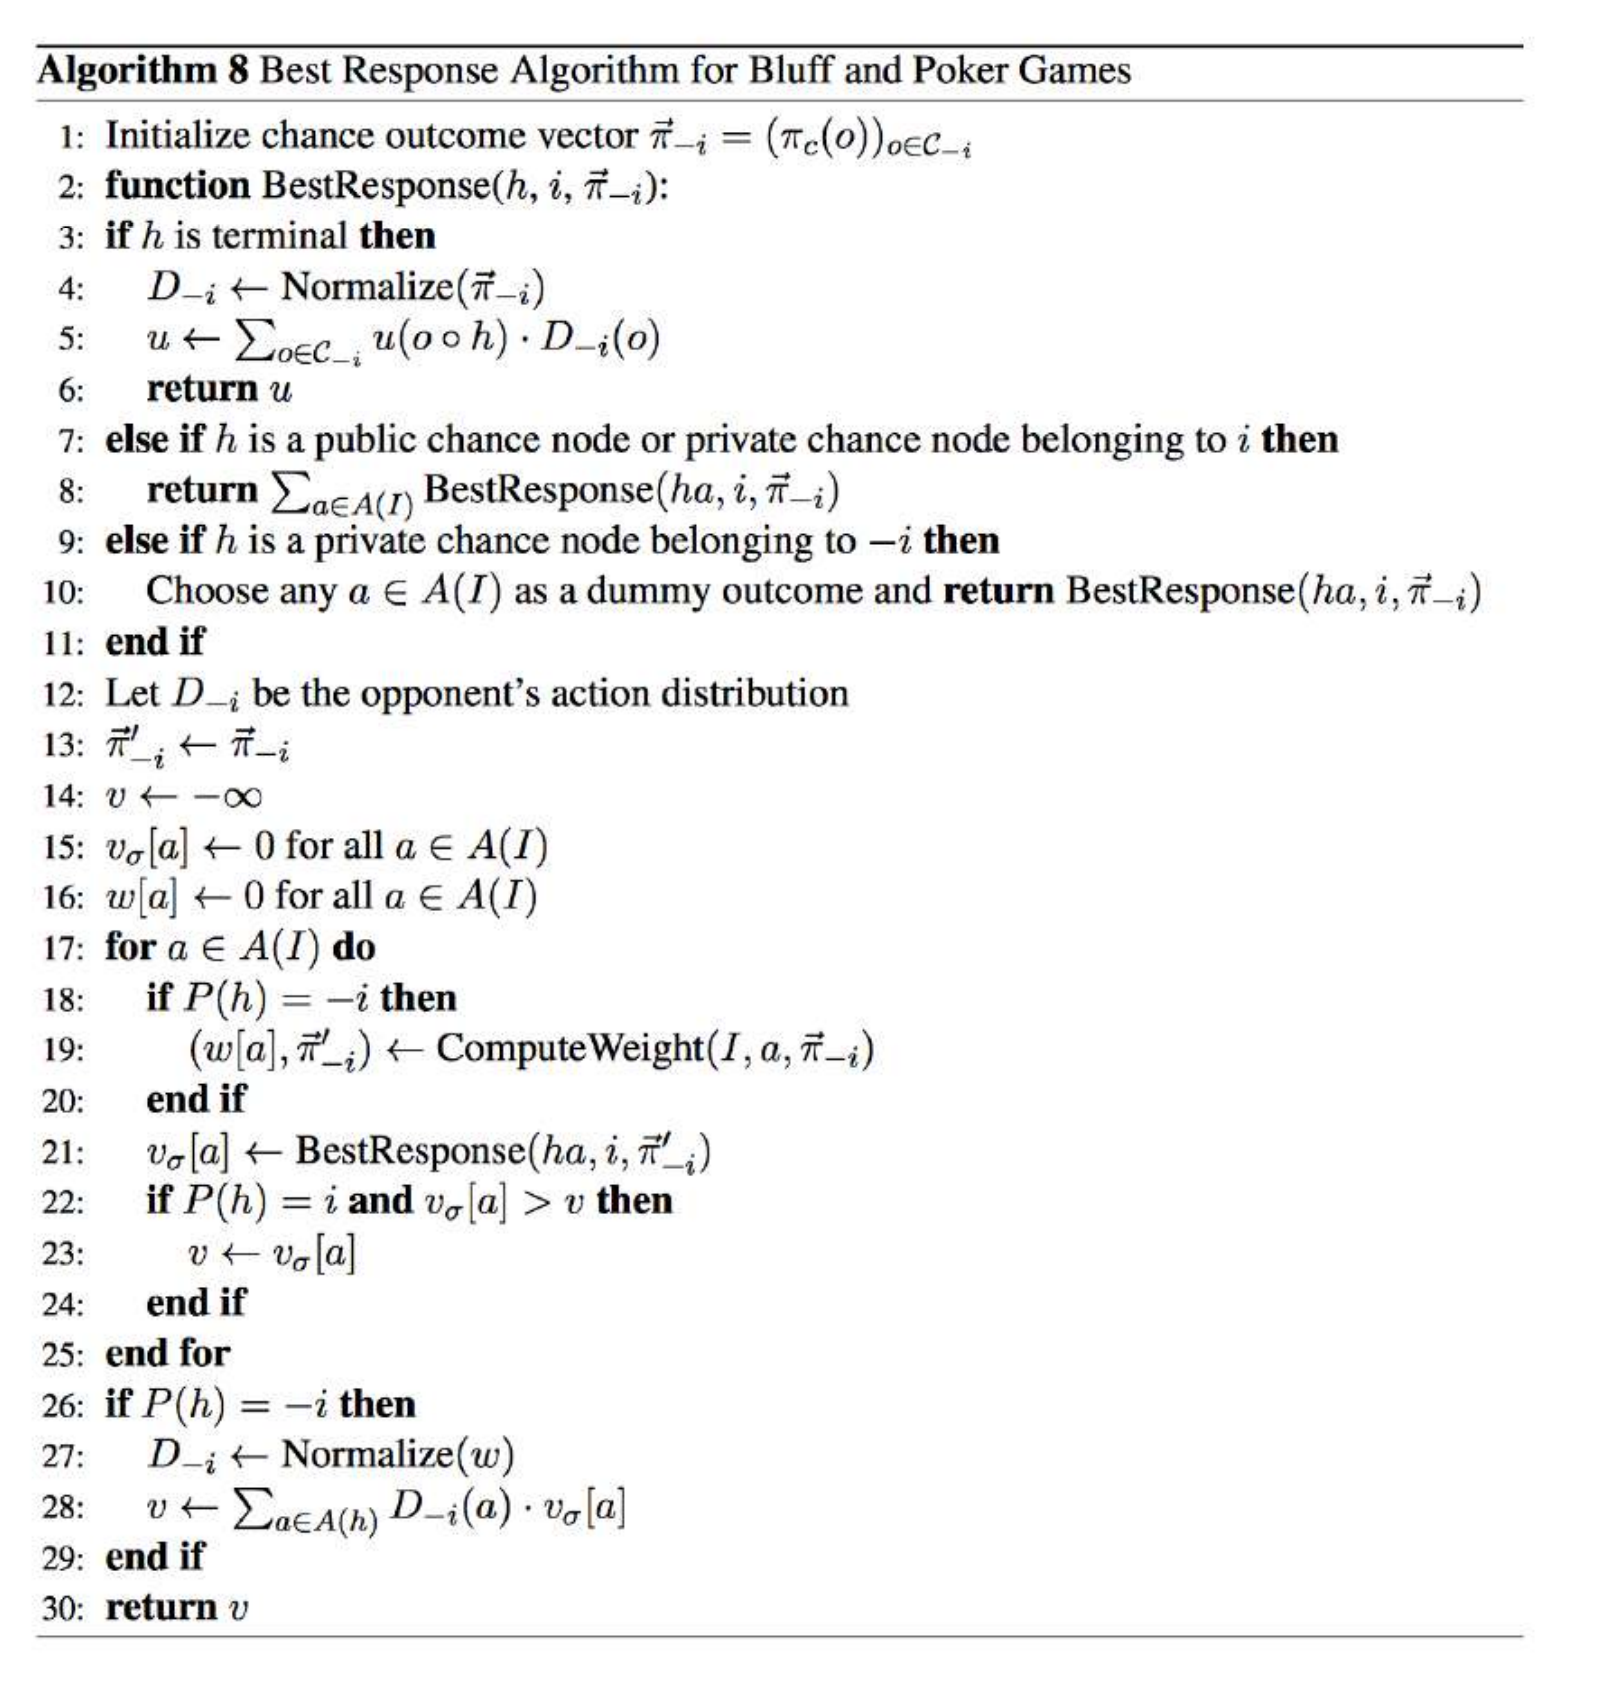 Algorithm 8 Best Response Algorithm for Bluff and Poker Games
1: Initialize chance outcome vector $\vec{\pi}_{-i} = (\pi_c(o))_{o \in \mathcal{C}_{-i}}$
2: function BestResponse($h$, $i$, $\vec{\pi}_{-i}$):
3: if $h$ is terminal then
4: $D_{-i} \leftarrow$ Normalize($\vec{\pi}_{-i}$)
5: $u \leftarrow \sum_{o \in \mathcal{C}_{-i}} u(o \circ h) \cdot D_{-i}(o)$
6: return $u$
7: else if $h$ is a public chance node or private chance node belonging to $i$ then
8: return $\sum_{a \in A(I)}$ BestResponse($ha, i, \vec{\pi}_{-i}$)
9: else if $h$ is a private chance node belonging to $-i$ then
10: Choose any $a \in A(I)$ as a dummy outcome and return BestResponse($ha, i, \vec{\pi}_{-i}$)
11: end if
12: Let $D_{-i}$ be the opponent's action distribution
13: $\vec{\pi}'_{-i} \leftarrow \vec{\pi}_{-i}$
14: $v \leftarrow -\infty$
15: $v_\sigma[a] \leftarrow 0$ for all $a \in A(I)$
16: $w[a] \leftarrow 0$ for all $a \in A(I)$
17: for $a \in A(I)$ do
18: if $P(h) = -i$ then
19: $(w[a], \vec{\pi}'_{-i}) \leftarrow$ ComputeWeight($I, a, \vec{\pi}_{-i}$)
20: end if
21: $v_\sigma[a] \leftarrow$ BestResponse($ha, i, \vec{\pi}'_{-i}$)
22: if $P(h) = i$ and $v_\sigma[a] > v$ then
23: $v \leftarrow v_\sigma[a]$
24: end if
25: end for
26: if $P(h) = -i$ then
27: $D_{-i} \leftarrow$ Normalize($w$)
28: $v \leftarrow \sum_{a \in A(h)} D_{-i}(a) \cdot v_\sigma[a]$
29: end if
30: return $v$